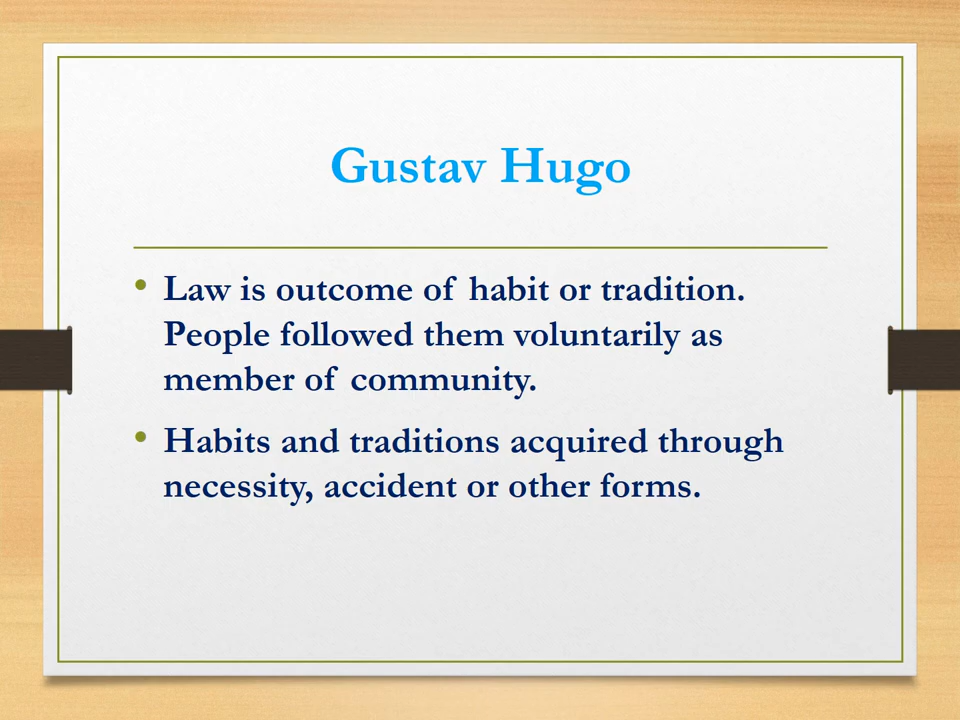 Gustav Hugo
• Law is outcome of habit or tradition.
People followed them voluntarily as
member of community.
• Habits and traditions acquired through
necessity, accident or other forms.